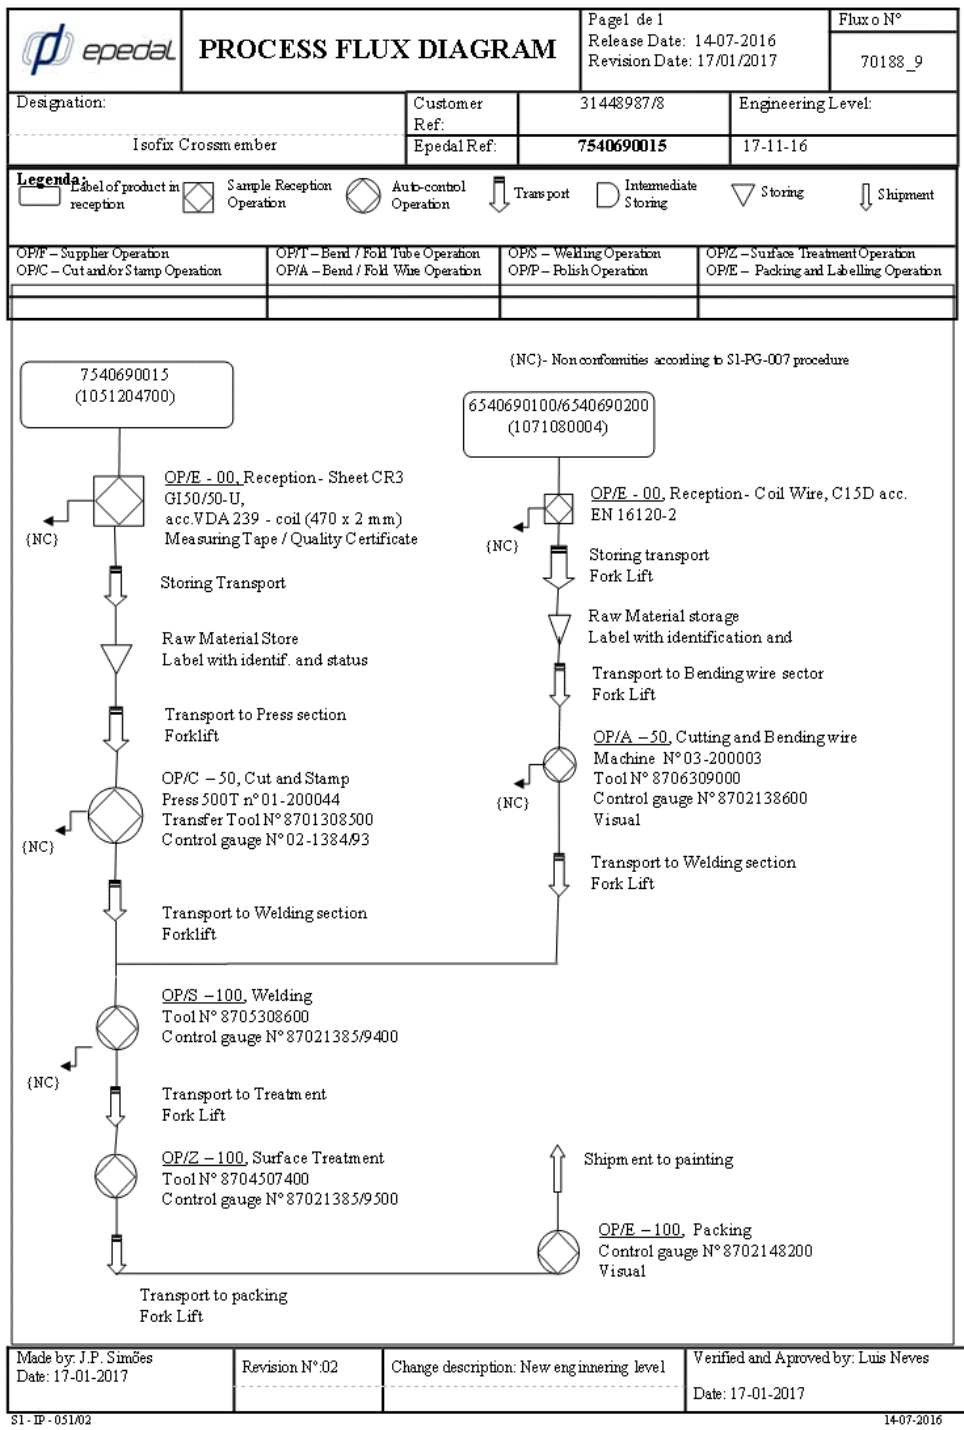 epedal
PROCESS FLUX DIAGRAM
Page1 de 1
Release Date: 14-07-2016
Revision Date: 17/01/2017
Fluxo Nº
70188_9
Designation:
Isofix Crossmember
Customer
Ref:
31448987/8
Engineering Level:
Epedal Ref:
7540690015
17-11-16
Legenda:
Label of product in
reception
Sample Reception
Operation
Auto-control
Operation
Transport
Intermediate
Storing
Storing
Shipment
OP/F – Supplier Operation
OP/C – Cut and/or Stamp Operation
OP/T – Bend / Fold Tube Operation
OP/A – Bend / Fold Wire Operation
OP/S – Welding Operation
OP/P – Polish Operation
OP/Z – Surface Treatment Operation
OP/E – Packing and Labelling Operation
{NC}- Non conformities according to S1-PG-007 procedure
7540690015
(1051204700)
OP/E - 00, Reception- Sheet CR3
GI50/50-U,
acc.VDA 239 - coil (470 x 2 mm)
Measuring Tape / Quality Certificate
{NC}
Storing Transport
Raw Material Store
Label with identif. and status
Transport to Press section
Forklift
OP/C – 50, Cut and Stamp
Press 500T nº 01-200044
Transfer Tool Nº 8701308500
Control gauge Nº 02-1384/93
{NC}
Transport to Welding section
Forklift
6540690100/6540690200
(1071080004)
OP/E - 00, Reception- Coil Wire, C15D acc.
EN 16120-2
{NC}
Storing transport
Fork Lift
Raw Material storage
Label with identification and
Transport to Bending wire sector
Fork Lift
OP/A – 50, Cutting and Bending wire
Machine Nº 03-200003
Tool Nº 8706309000
Control gauge Nº 8702138600
Visual
{NC}
Transport to Welding section
Fork Lift
OP/S – 100, Welding
Tool Nº 8705308600
Control gauge Nº 87021385/9400
{NC}
Transport to Treatment
Fork Lift
OP/Z – 100, Surface Treatment
Tool Nº 8704507400
Control gauge Nº 87021385/9500
Transport to packing
Fork Lift
Shipment to painting
OP/E – 100, Packing
Control gauge Nº 8702148200
Visual
Made by: J.P. Simões
Date: 17-01-2017
Revision Nº:02
Change description: New enginnering level
Verified and Aproved by: Luis Neves
Date: 17-01-2017
S1 - IP - 051/02
14-07-2016